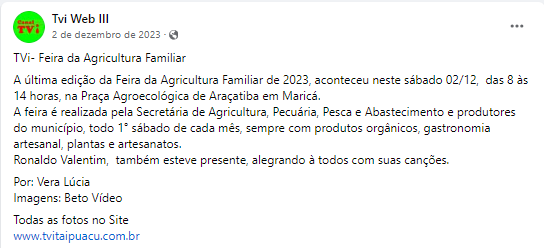 Canal
TVi
Tvi Web III
2 de dezembro de 2023 ·
TVi- Feira da Agricultura Familiar
A última edição da Feira da Agricultura Familiar de 2023, aconteceu neste sábado 02/12,  das 8 às
14 horas, na Praça Agroecológica de Araçatiba em Maricá.
A feira é realizada pela Secretária de Agricultura, Pecuária, Pesca e Abastecimento e produtores
do município, todo 1° sábado de cada mês, sempre com produtos orgânicos, gastronomia
artesanal, plantas e artesanatos.
Ronaldo Valentim,  também esteve presente, alegrando à todos com suas canções.
Por: Vera Lúcia
Imagens: Beto Vídeo
Todas as fotos no Site
www.tvitaipuacu.com.br